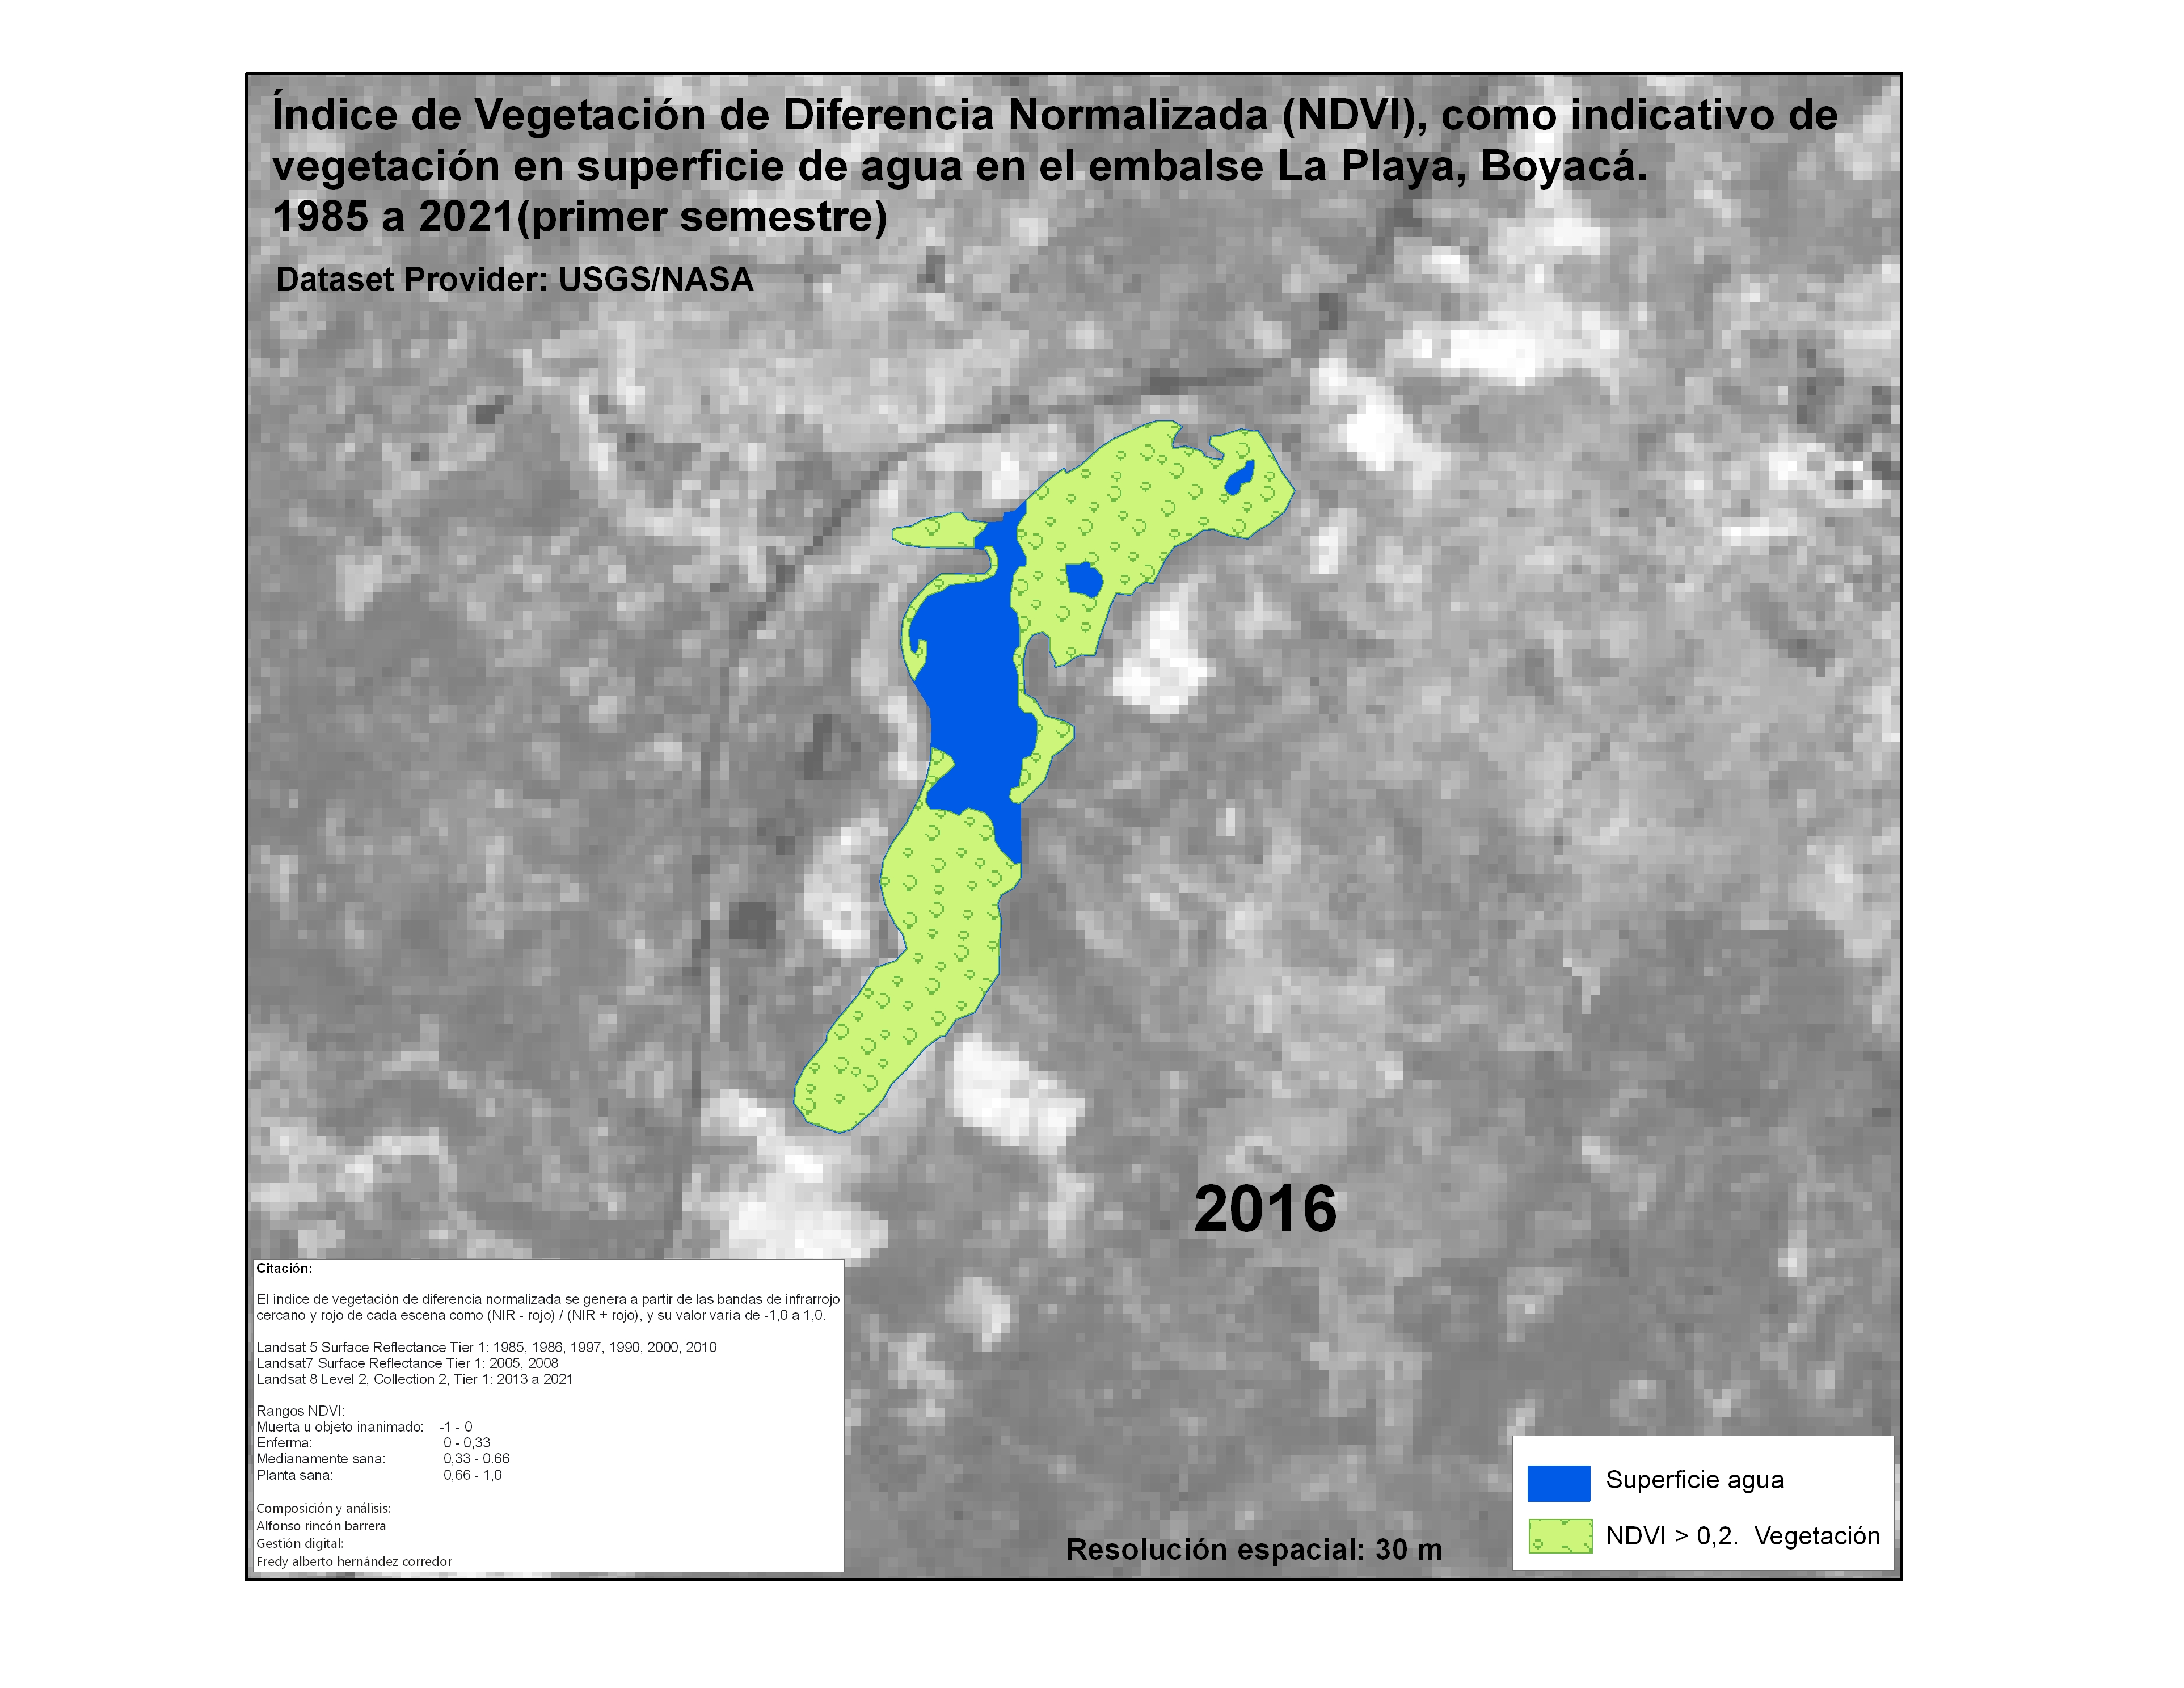 Índice de Vegetación de Diferencia Normalizada (NDVI), como indicativo de
vegetación en superficie de agua en el embalse La Playa, Boyacá.
1985 a 2021(primer semestre)
Dataset Provider: USGS/NASA
2016
Citación:
El indice de vegetación de diferencia normalizada se genera a partir de las bandas de infrarrojo
cercano y rojo de cada escena como (NIR - rojo) / (NIR + rojo), y su valor varia de -1,0 a 1,0.
Landsat 5 Surface Reflectance Tier 1: 1985, 1986, 1997, 1990, 2000, 2010
Landsat7 Surface Reflectance Tier 1: 2005, 2008
Landsat 8 Level 2, Collection 2, Tier 1: 2013 a 2021
Rangos NDVI:
Muerta u objeto inanimado: -1 - 0
Enferma: 0 - 0,33
Medianamente sana: 0,33 - 0.66
Planta sana: 0,66 - 1,0
Composición y análisis:
Alfonso rincón barrera
Gestión digital:
Fredy alberto hernández corredor
Resolución espacial: 30 m
Superficie agua
NDVI > 0,2. Vegetación